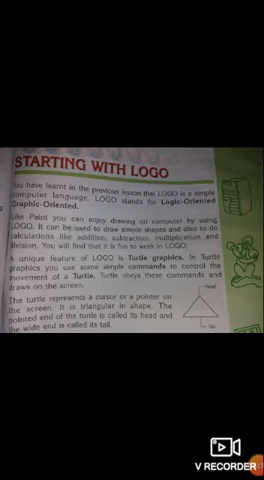 STARTING WITH LOGO
You have learnt in the previous lesson that LOGO is a simple
computer language. LOGO stands for Logic-Oriented
Graphic-Oriented.
Like Paint you can enjoy drawing on computer by using
LOGO. It can be used to draw simple shapes and also to do
calculations like addition, subtraction, multiplication and
division. You will find that it is fun to work in LOGO.
A unique feature of LOGO is Turtle graphics. In Turtle
graphics you use some simple commands to control the
movement of a Turtle. Turtle obeys these commands and
draws on the screen.
Head
The turtle represents a cursor or a pointer on
the screen. It is triangular in shape. The
pointed end of the turtle is called its head and
the wide end is called its tail.
Tail
V RECORDER